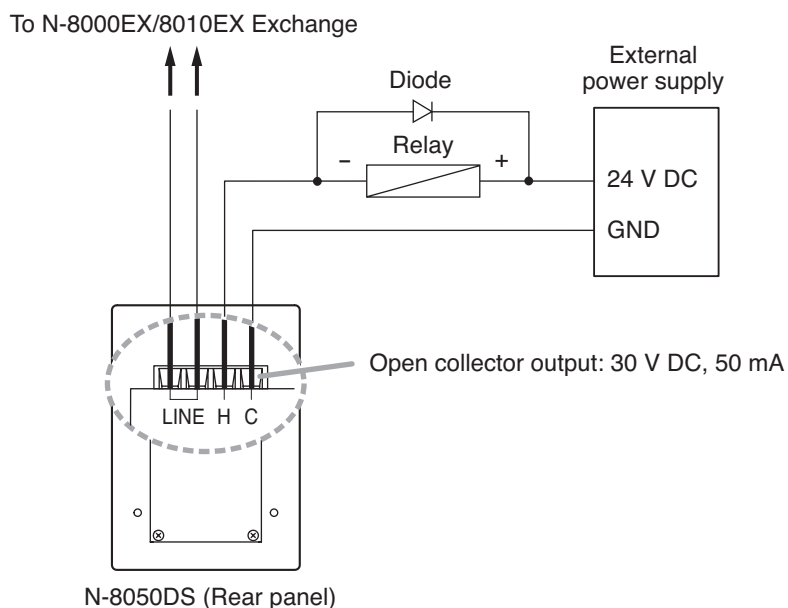 To N-8000EX/8010EX Exchange
External
power supply
Diode
Relay
– +
24 V DC
GND
Open collector output: 30 V DC, 50 mA
LINE H C
N-8050DS (Rear panel)